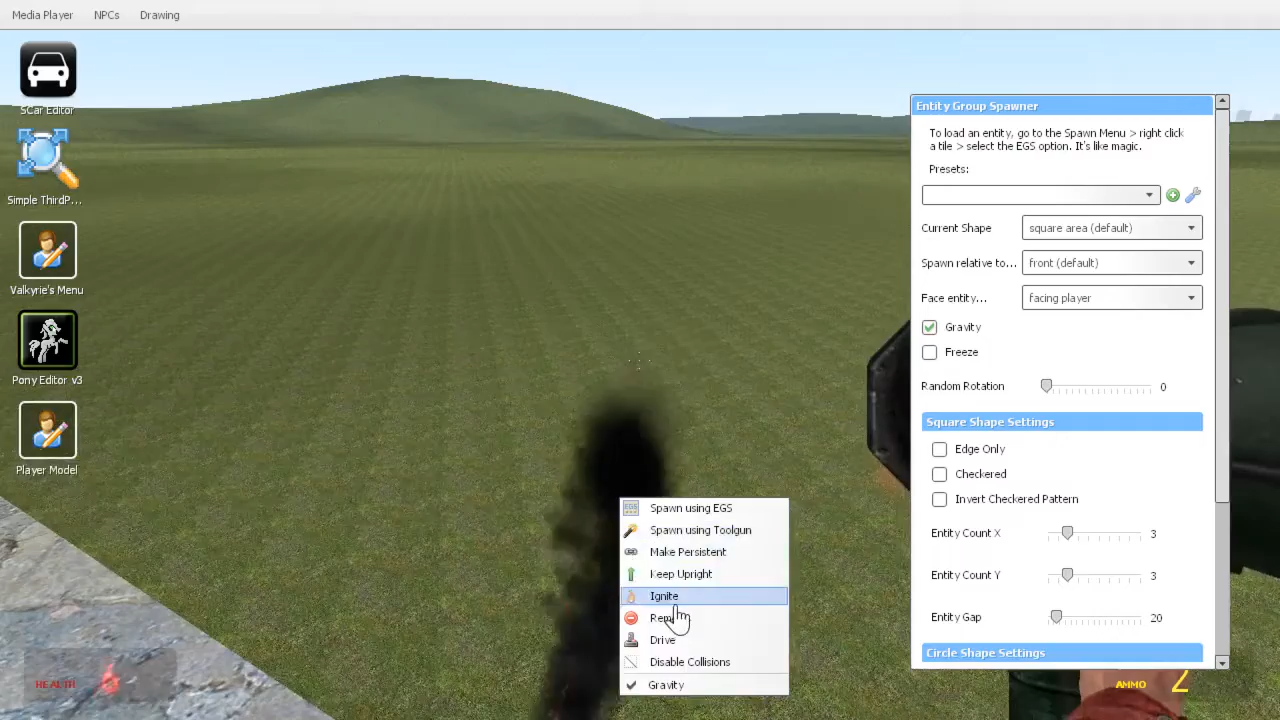 Media Player NPCs Drawing
SCar Editor
Simple ThirdP...
Valkyrie's Menu
Pony Editor v3
Player Model
Entity Group Spawner
To load an entity, go to the Spawn Menu > right click
a tile > select the EGS option. It's like magic.
Presets:
Current Shape square area (default)
Spawn relative to... front (default)
Face entity... facing player
Gravity
Freeze
Random Rotation 0
Square Shape Settings
Edge Only
Checkered
Invert Checkered Pattern
Entity Count X 3
Entity Count Y 3
Entity Gap 20
Circle Shape Settings
EGS Spawn using EGS
Spawn using Toolgun
Make Persistent
Keep Upright
Ignite
Drive
Disable Collisions
Gravity
HEALTH
AMMO 2